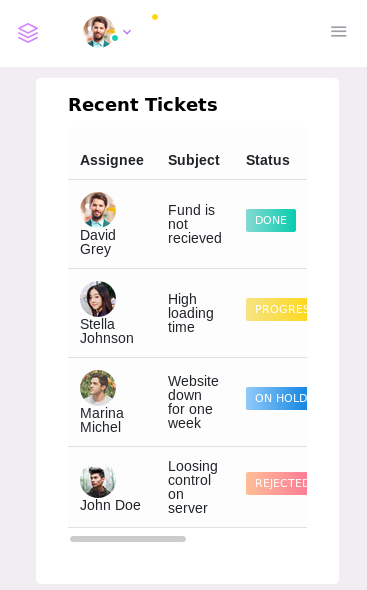 Recent Tickets
Assignee Subject Status
David
Grey
Fund is
not
recieved
DONE
Stella
Johnson
High
loading
time
PROGRES
Marina
Michel
Website
down
for one
week
ON HOLD
John Doe
Loosing
control
on
server
REJECTED